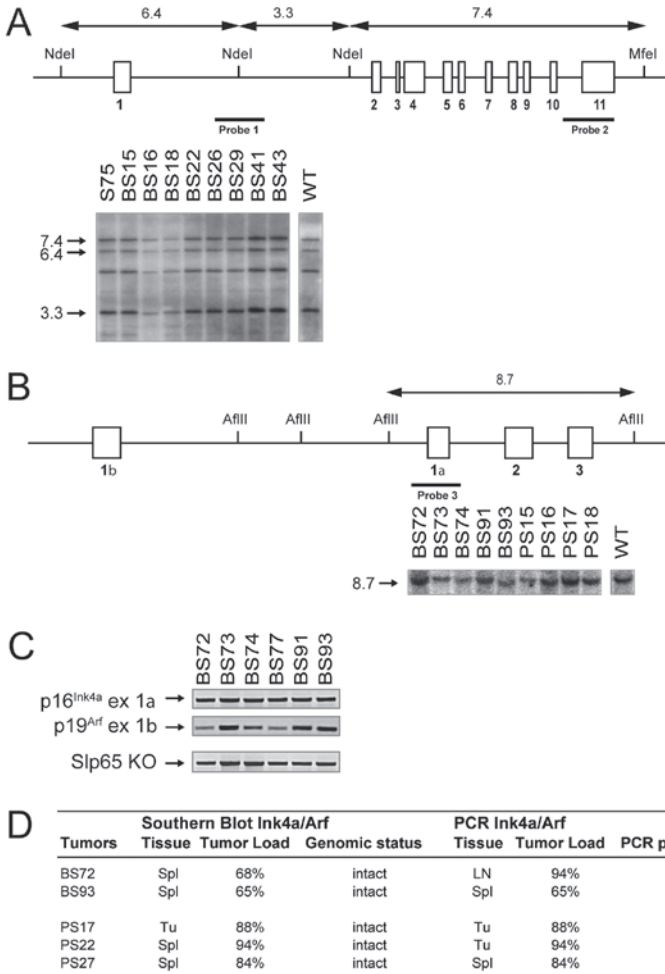 A
6.4 3.3 7.4
NdeI NdeI NdeI MfeI
1 2 3 4 5 6 7 8 9 10 11
Probe 1 Probe 2
S75 BS15 BS16 BS18 BS22 BS26 BS29 BS41 BS43 WT
7.4
6.4
3.3
B
8.7
AflII AflII AflII AflII
1b 1a 2 3
Probe 3
BS72 BS73 BS74 BS91 BS93 PS15 PS16 PS17 PS18 WT
8.7
C
BS72 BS73 BS74 BS77 BS91 BS93
p16Ink4a ex 1a
p19Arf ex 1b
Slp65 KO
D
Southern Blot Ink4a/Arf PCR Ink4a/Arf
Tumors Tissue Tumor Load Genomic status Tissue Tumor Load PCR p
BS72 Spl 68% intact LN 94%
BS93 Spl 65% intact Spl 65%
PS17 Tu 88% intact Tu 88%
PS22 Spl 94% intact Tu 94%
PS27 Spl 84% intact Spl 84%